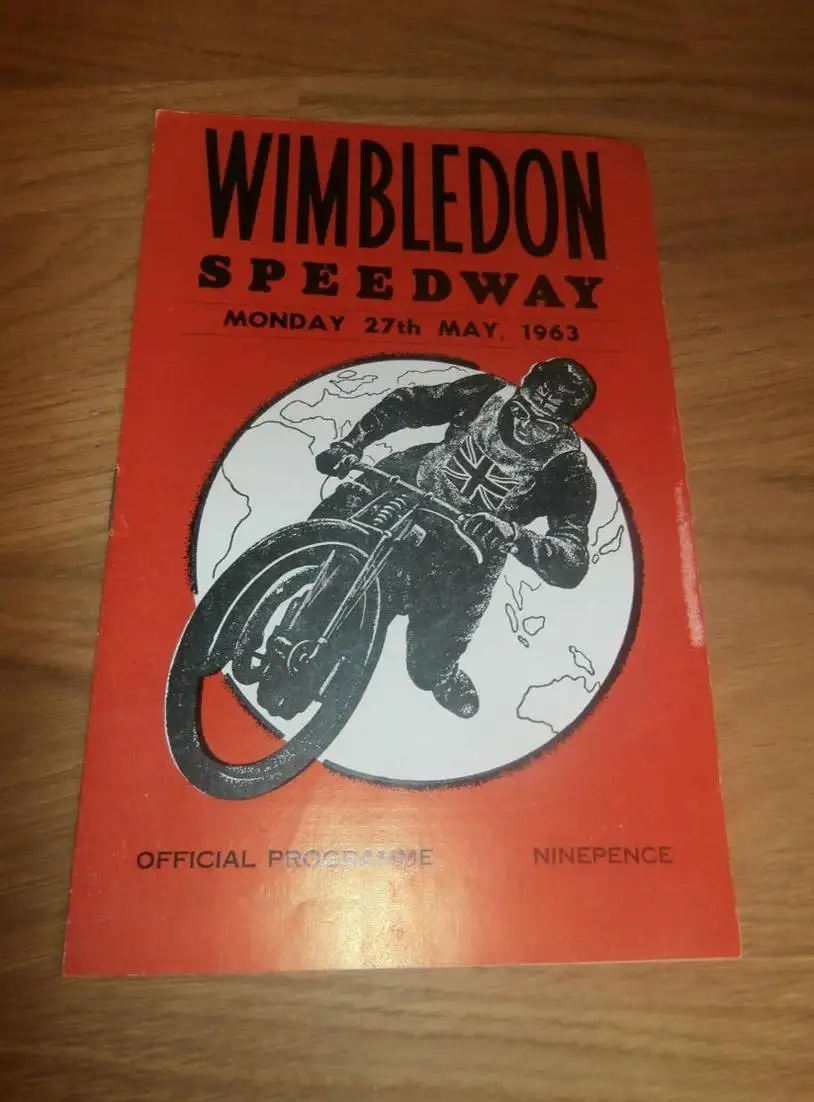 WIMBLEDON
SPEEDWAY
MONDAY 27th MAY, 1963
OFFICIAL PROGRAMME NINEPENCE